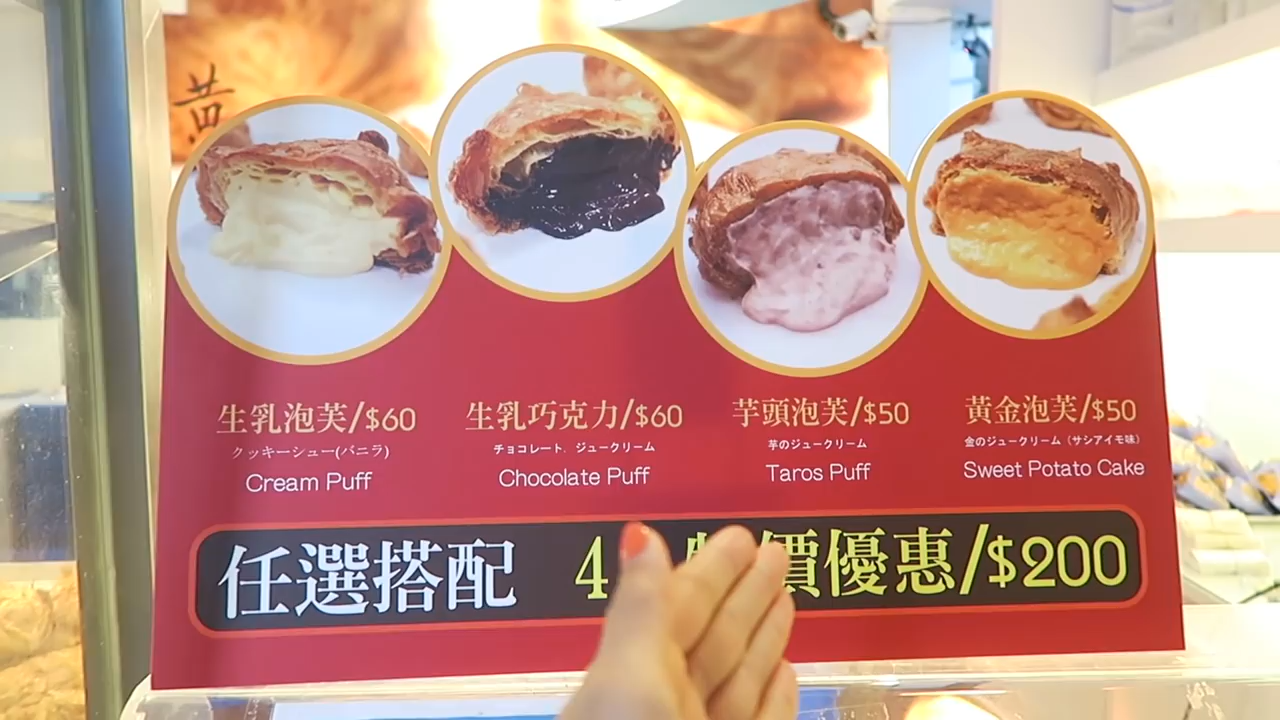 黃
生乳泡芙/$60
クッキーシュー(バニラ)
Cream Puff
生乳巧克力/$60
チョコレート、ジュークリーム
Chocolate Puff
芋頭泡芙/$50
芋のジュークリーム
Taros Puff
黃金泡芙/$50
金のジュークリーム(サシアイモ味)
Sweet Potato Cake
任選搭配 4 價優惠/$200